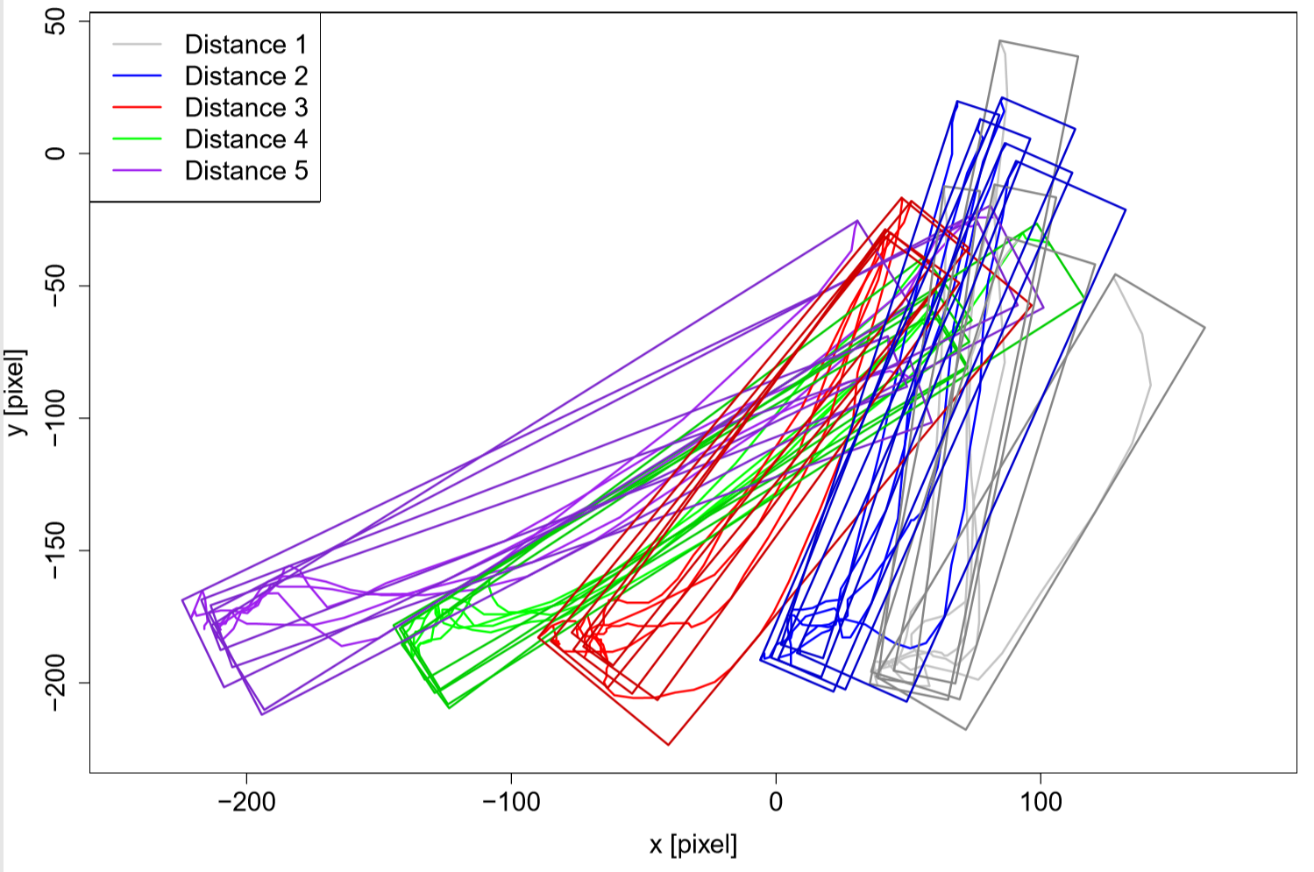 Distance 1
Distance 2
Distance 3
Distance 4
Distance 5
50
0
−50
−100
−150
−200
y [pixel]
−200 −100 0 100
x [pixel]